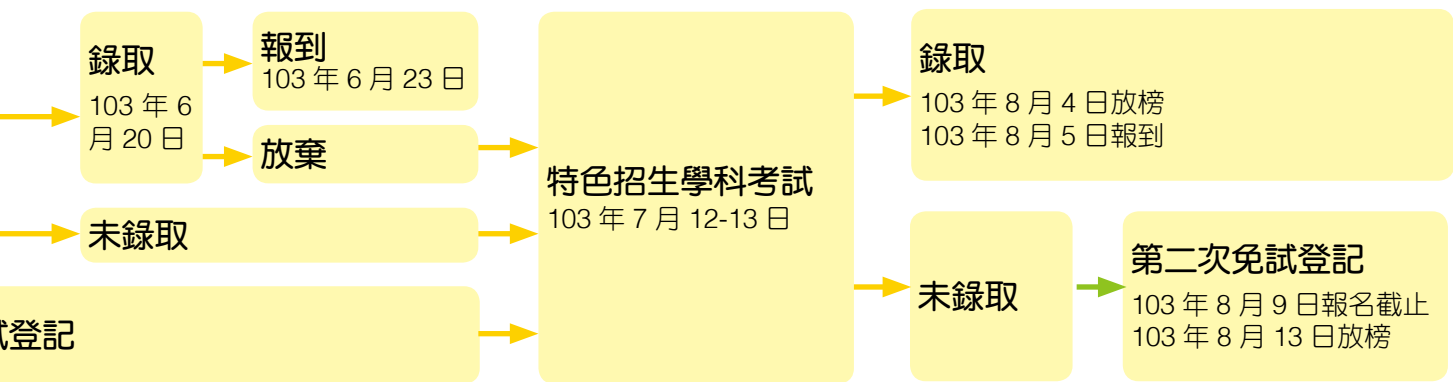 錄取
103 年 6
月 20 日
報到
103 年 6 月 23 日
放棄
未錄取
試登記
特色招生學科考試
103 年 7 月 12-13 日
錄取
103 年 8 月 4 日放榜
103 年 8 月 5 日報到
未錄取
第二次免試登記
103 年 8 月 9 日報名截止
103 年 8 月 13 日放榜